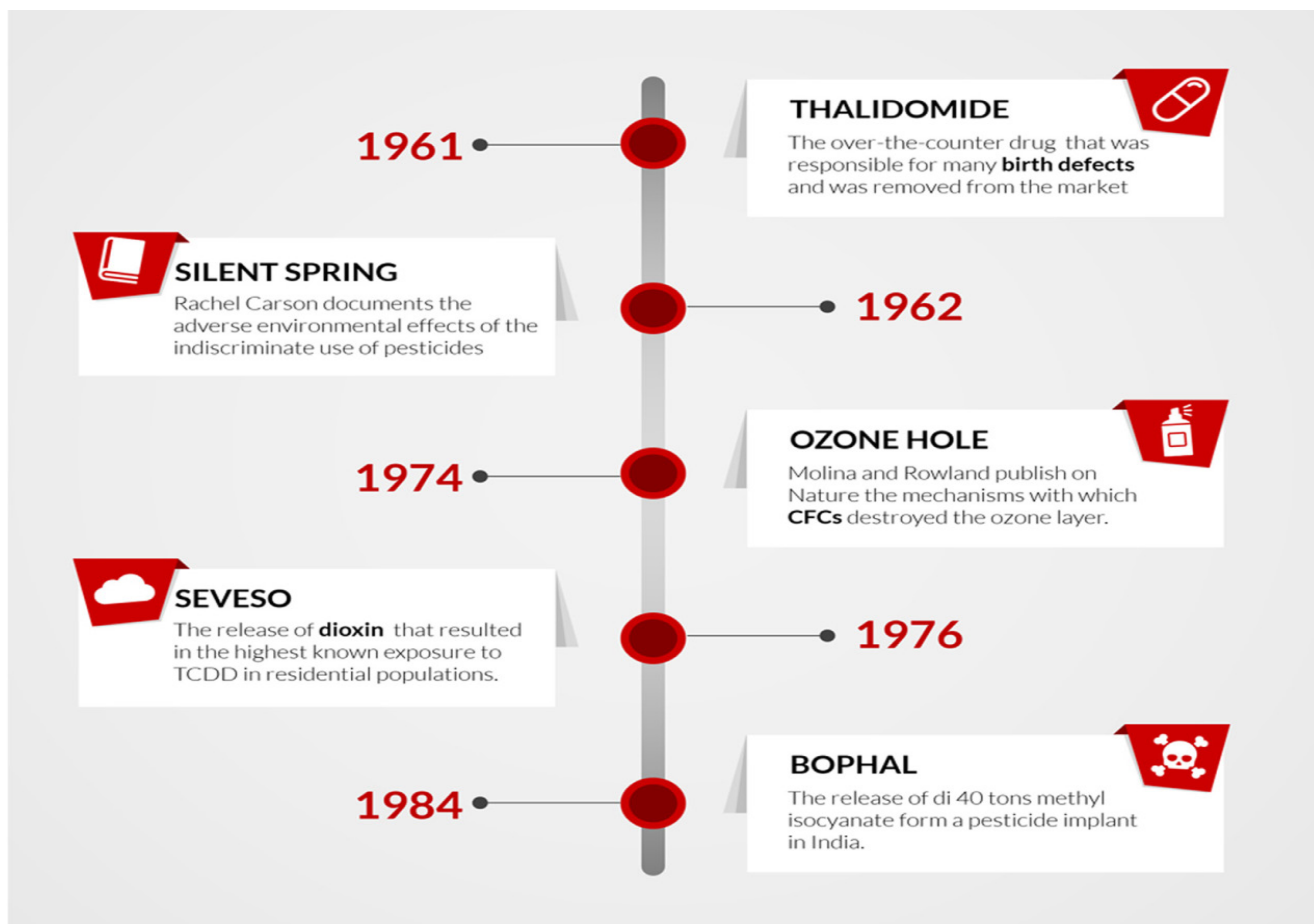 1961
THALIDOMIDE
The over-the-counter drug that was
responsible for many birth defects
and was removed from the market
SILENT SPRING
Rachel Carson documents the
adverse environmental effects of the
indiscriminate use of pesticides
1962
1974
OZONE HOLE
Molina and Rowland publish on
Nature the mechanisms with which
CFCs destroyed the ozone layer.
SEVESO
The release of dioxin that resulted
in the highest known exposure to
TCDD in residential populations.
1976
1984
BOPHAL
The release of di 40 tons methyl
isocyanate form a pesticide implant
in India.